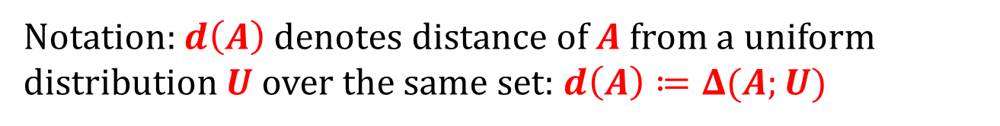 Notation: d(A) denotes distance of A from a uniform
distribution U over the same set: d(A) ≔ Δ(A; U)